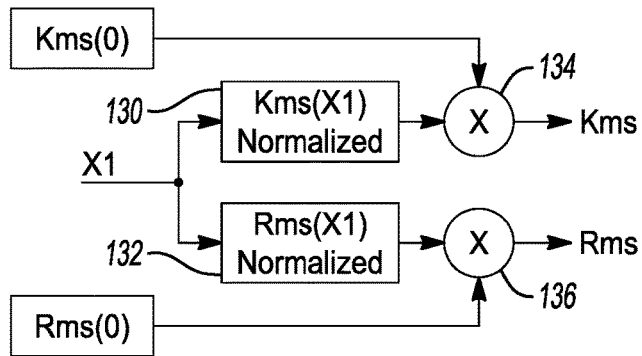 Kms(0)
134
130
Kms(X1)
Normalized
X
Kms
X1
Rms(X1)
Normalized
X
Rms
132
136
Rms(0)